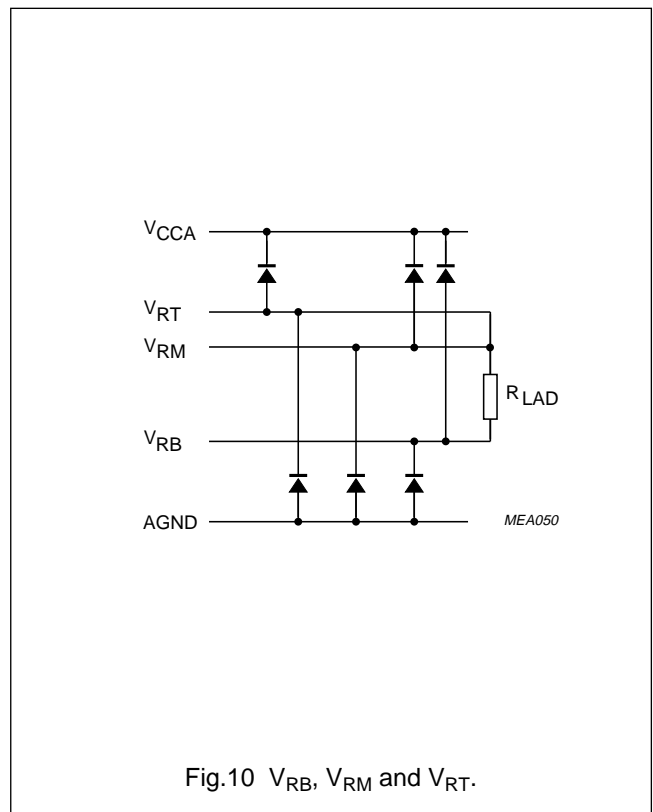 VCCA
VRT
VRM
RLAD
VRB
AGND
MEA050
Fig.10 VRB, VRM and VRT.